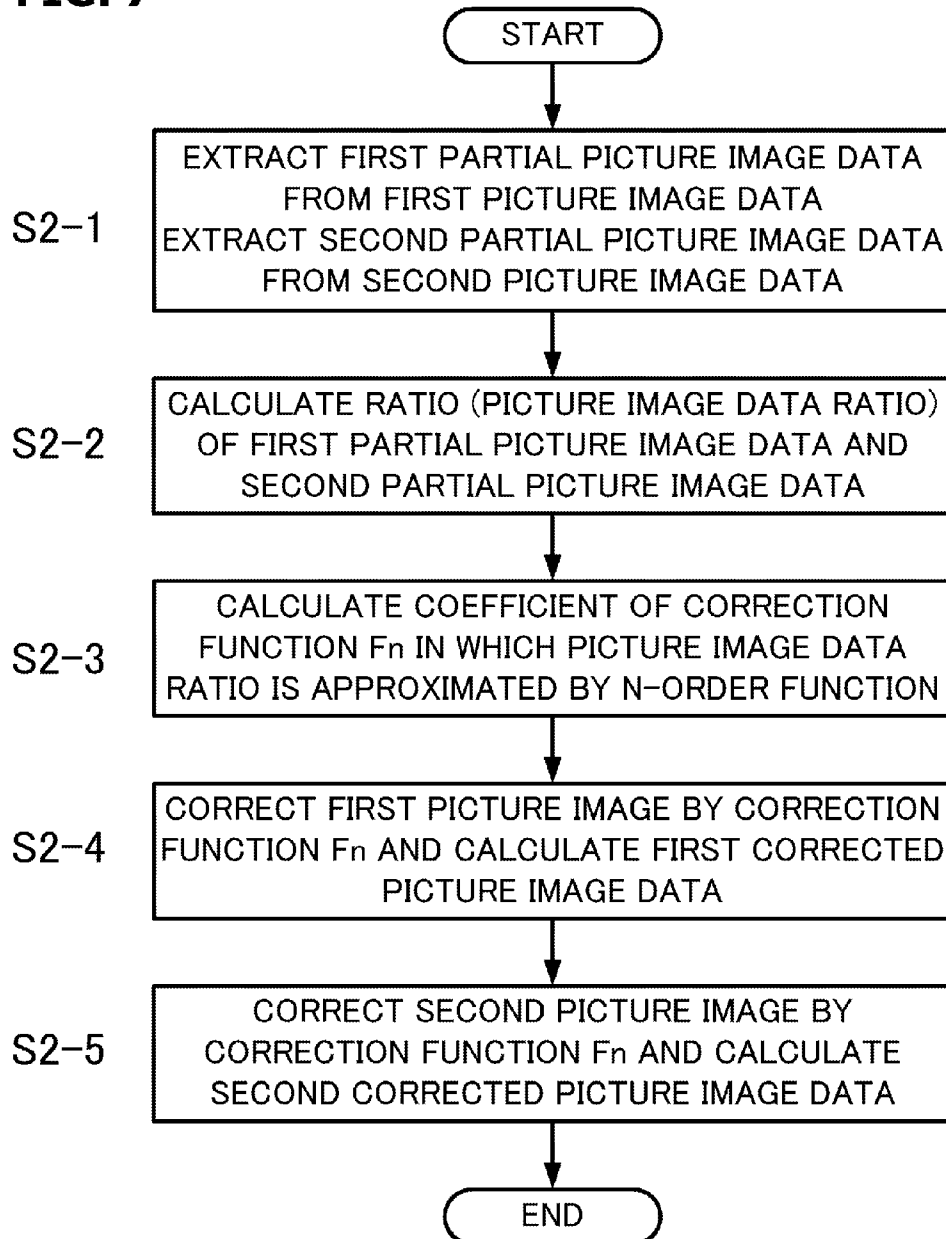 START
S2-1
EXTRACT FIRST PARTIAL PICTURE IMAGE DATA
FROM FIRST PICTURE IMAGE DATA
EXTRACT SECOND PARTIAL PICTURE IMAGE DATA
FROM SECOND PICTURE IMAGE DATA
S2-2
CALCULATE RATIO (PICTURE IMAGE DATA RATIO)
OF FIRST PARTIAL PICTURE IMAGE DATA AND
SECOND PARTIAL PICTURE IMAGE DATA
S2-3
CALCULATE COEFFICIENT OF CORRECTION
FUNCTION Fn IN WHICH PICTURE IMAGE DATA
RATIO IS APPROXIMATED BY N-ORDER FUNCTION
S2-4
CORRECT FIRST PICTURE IMAGE BY CORRECTION
FUNCTION Fn AND CALCULATE FIRST CORRECTED
PICTURE IMAGE DATA
S2-5
CORRECT SECOND PICTURE IMAGE BY
CORRECTION FUNCTION Fn AND CALCULATE
SECOND CORRECTED PICTURE IMAGE DATA
END